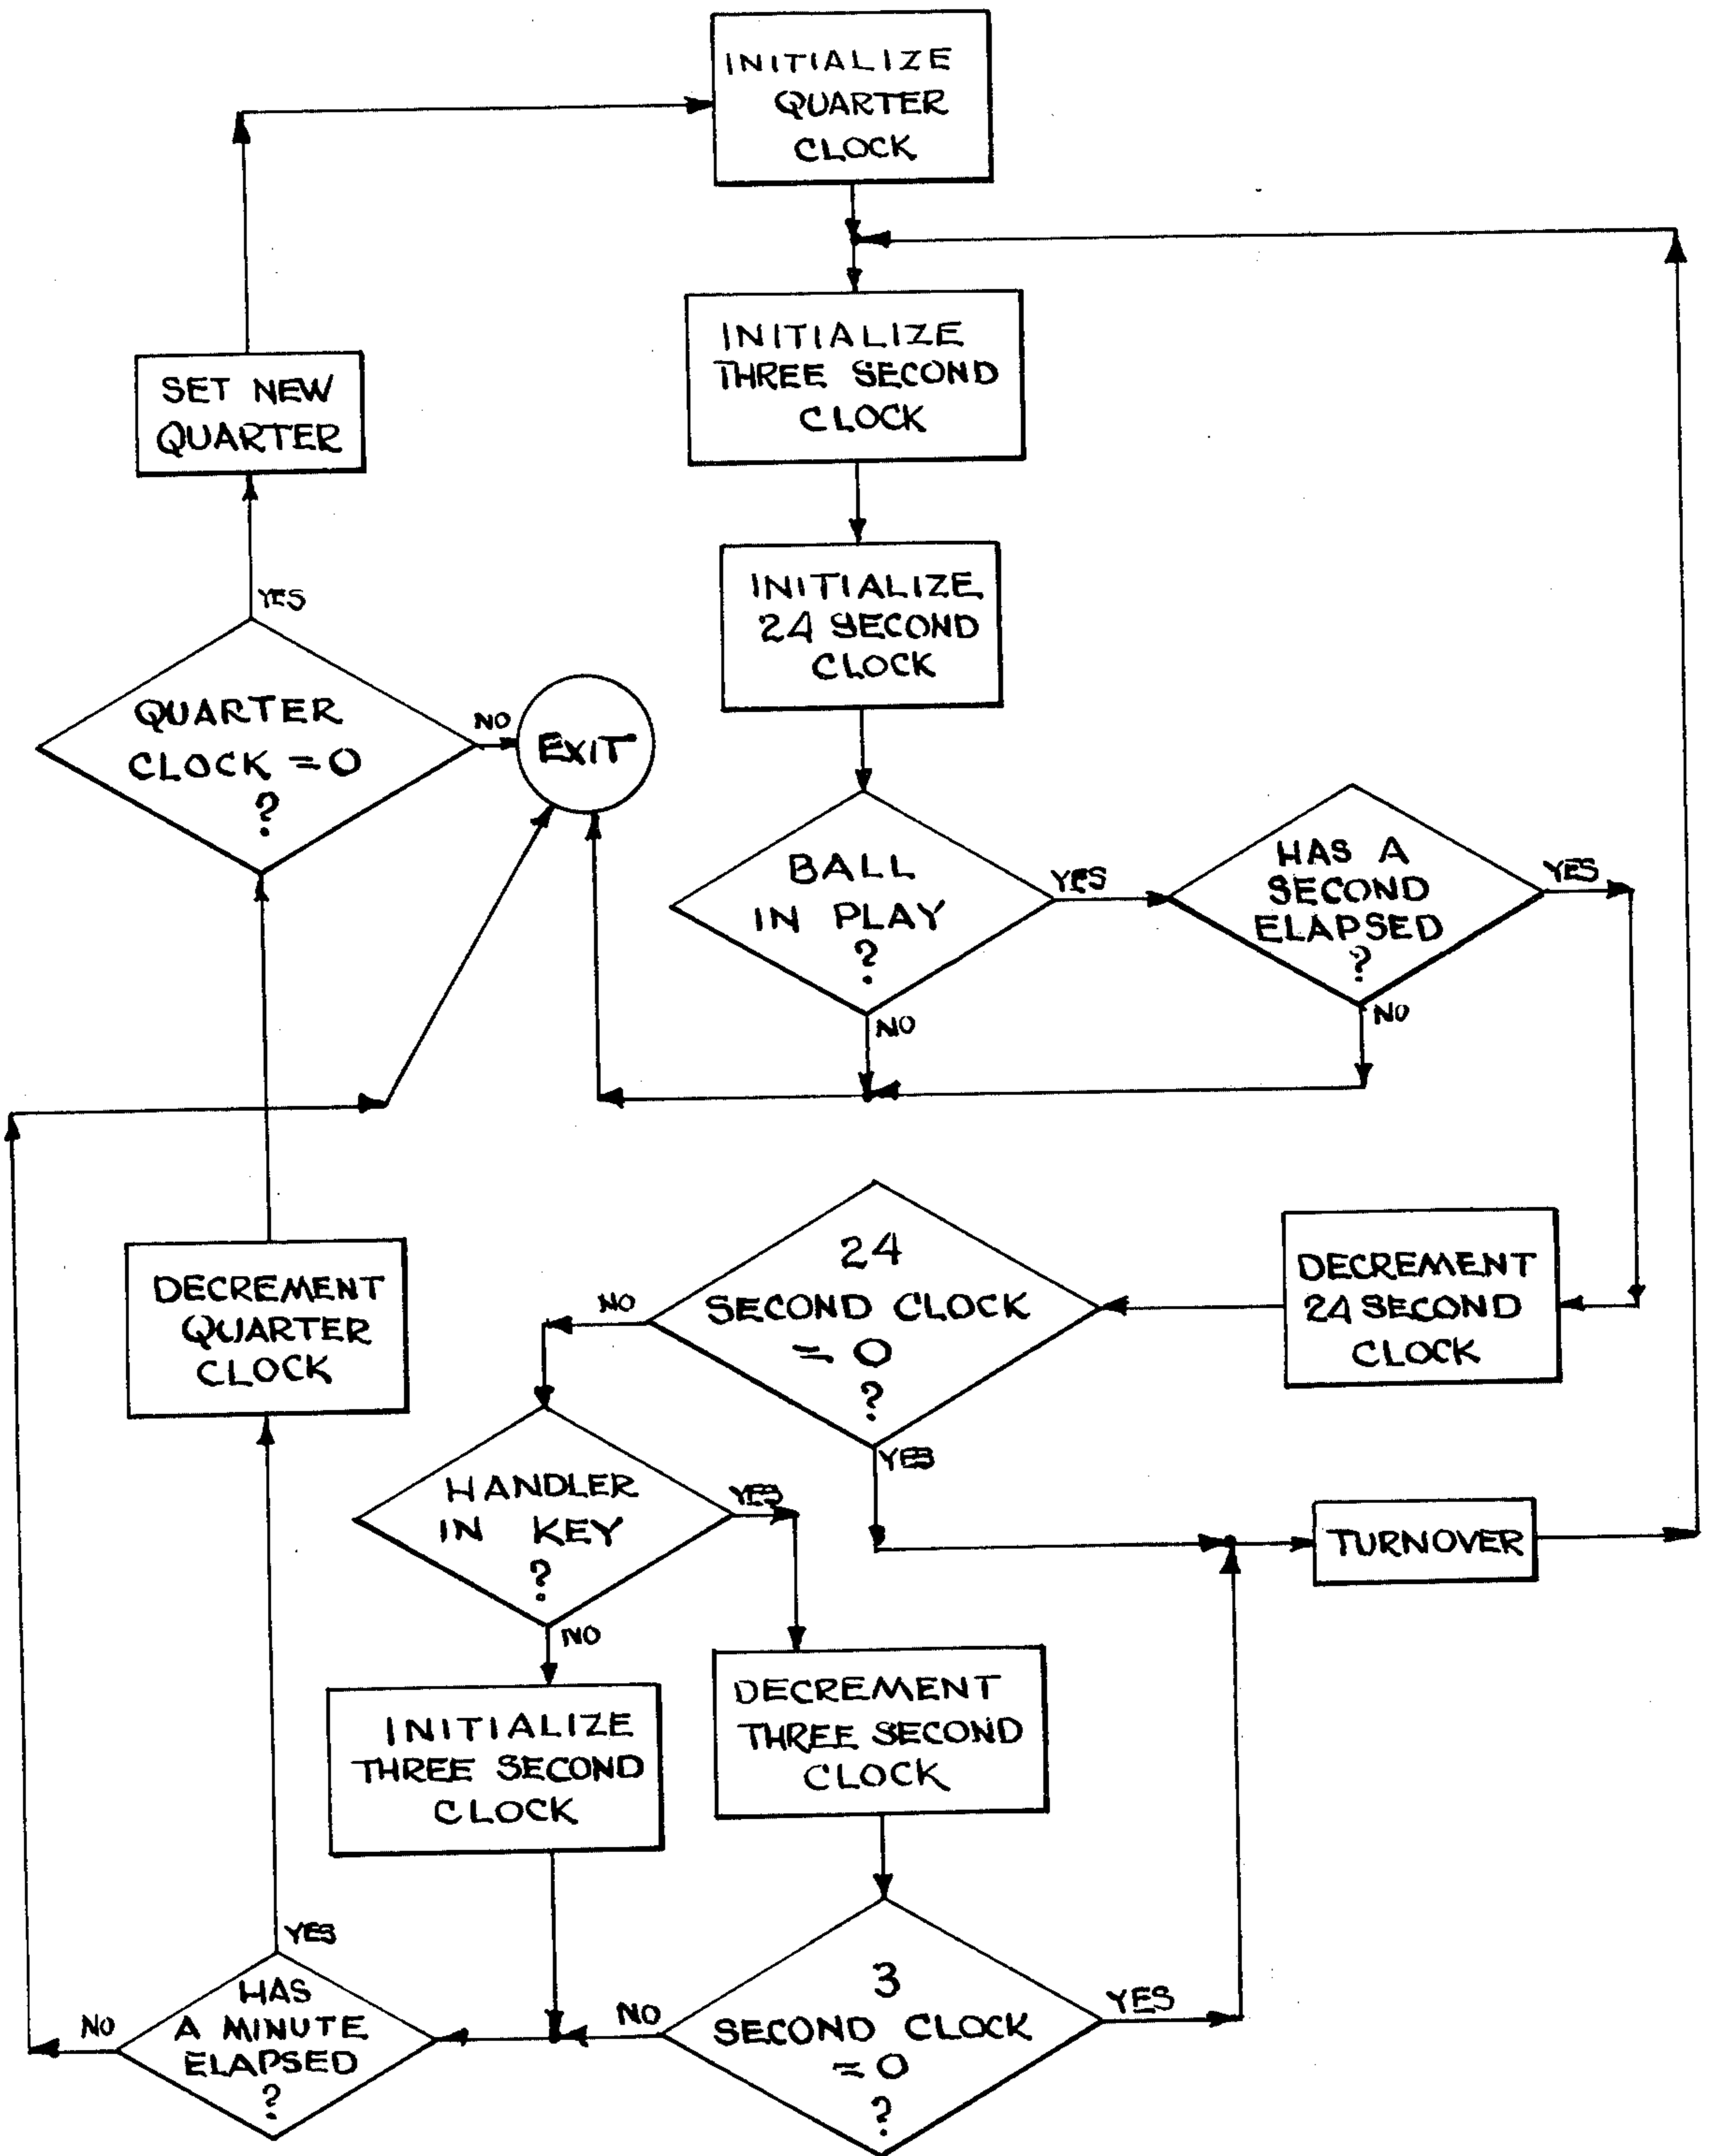 INITIALIZE
QUARTER
CLOCK
INITIALIZE
THREE SECOND
CLOCK
SET NEW
QUARTER
INITIALIZE
24 SECOND
CLOCK
YES
QUARTER
CLOCK = 0
?
NO
EXIT
BALL
IN PLAY
?
YES
NO
HAS A
SECOND
ELAPSED
?
YES
NO
DECREMENT
24 SECOND
CLOCK
24
SECOND CLOCK
= 0
?
NO
YES
DECREMENT
QUARTER
CLOCK
HANDLER
IN KEY
?
YES
NO
TURNOVER
INITIALIZE
THREE SECOND
CLOCK
DECREMENT
THREE SECOND
CLOCK
3
SECOND CLOCK
= 0
?
YES
NO
YES
HAS
A MINUTE
ELAPSED
?
NO